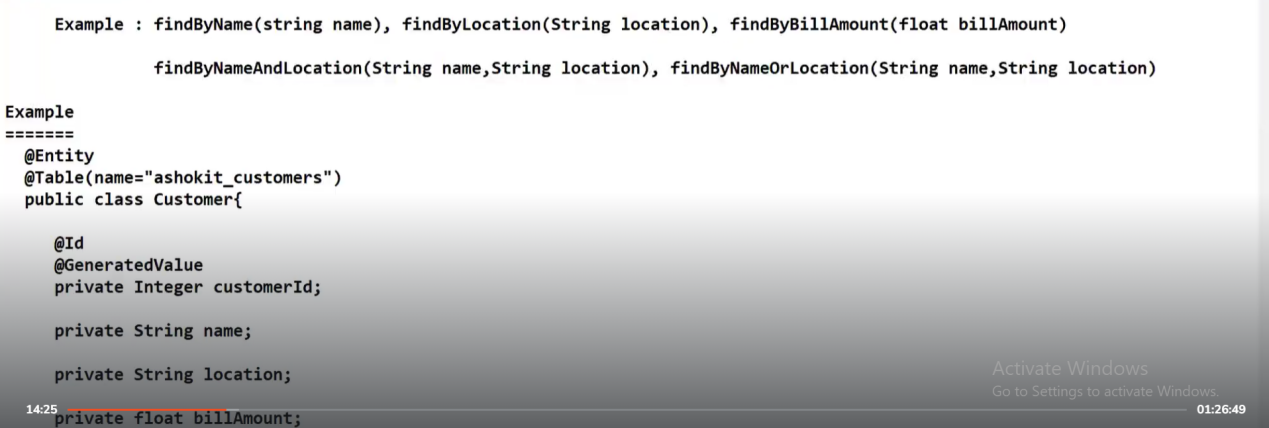 Example : findByName(string name), findByLocation(String location), findByBillAmount(float billAmount)
findByNameAndLocation(String name,String location), findByNameOrLocation(String name,String location)
Example
=======
@Entity
@Table(name="ashokit_customers")
public class Customer{
@Id
@GeneratedValue
private Integer customerId;
private String name;
private String location;
private float billAmount;
Activate Windows
Go to Settings to activate Windows.
14:25
01:26:49